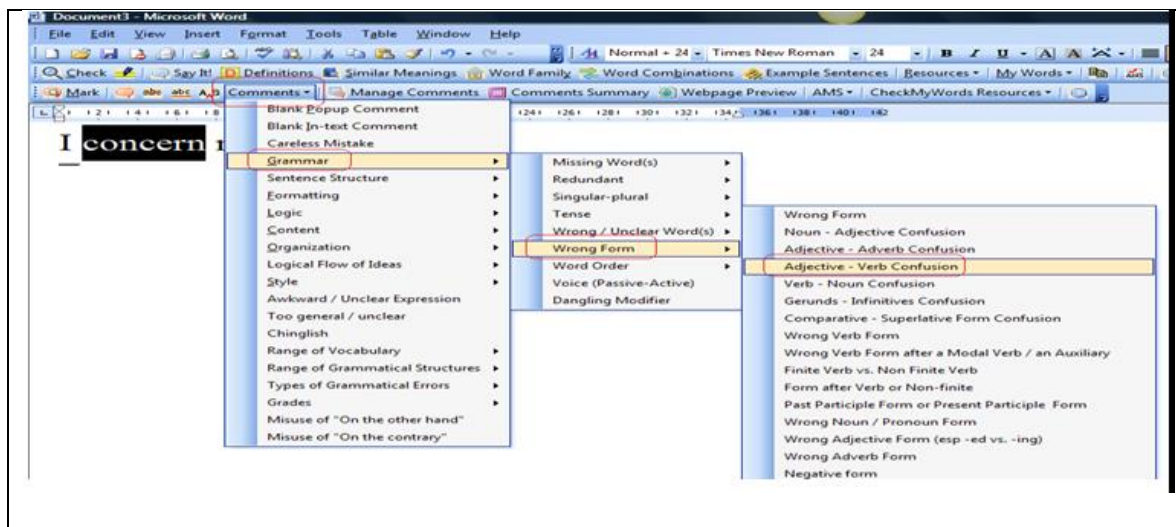 Document3 - Microsoft Word
File Edit View Insert Format Tools Table Window Help
Normal + 24 Times New Roman 24 B I U A A
Check Say It! Definitions Similar Meanings Word Family Word Combinations Example Sentences Resources My Words
Mark abc abc Comments Manage Comments Comments Summary Webpage Preview AMS CheckMyWords Resources
I concern
Blank Popup Comment
Blank In-text Comment
Careless Mistake
Grammar
Sentence Structure
Formatting
Logic
Content
Organization
Logical Flow of Ideas
Style
Awkward / Unclear Expression
Too general / unclear
Chinglish
Range of Vocabulary
Range of Grammatical Structures
Types of Grammatical Errors
Grades
Misuse of "On the other hand"
Misuse of "On the contrary"
Missing Word(s)
Redundant
Singular-plural
Tense
Wrong / Unclear Word(s)
Wrong Form
Word Order
Voice (Passive-Active)
Dangling Modifier
Wrong Form
Noun - Adjective Confusion
Adjective - Adverb Confusion
Adjective - Verb Confusion
Verb - Noun Confusion
Gerunds - Infinitives Confusion
Comparative - Superlative Form Confusion
Wrong Verb Form
Wrong Verb Form after a Modal Verb / an Auxiliary
Finite Verb vs. Non Finite Verb
Form after Verb or Non-finite
Past Participle Form or Present Participle Form
Wrong Noun / Pronoun Form
Wrong Adjective Form (esp -ed vs. -ing)
Wrong Adverb Form
Negative form